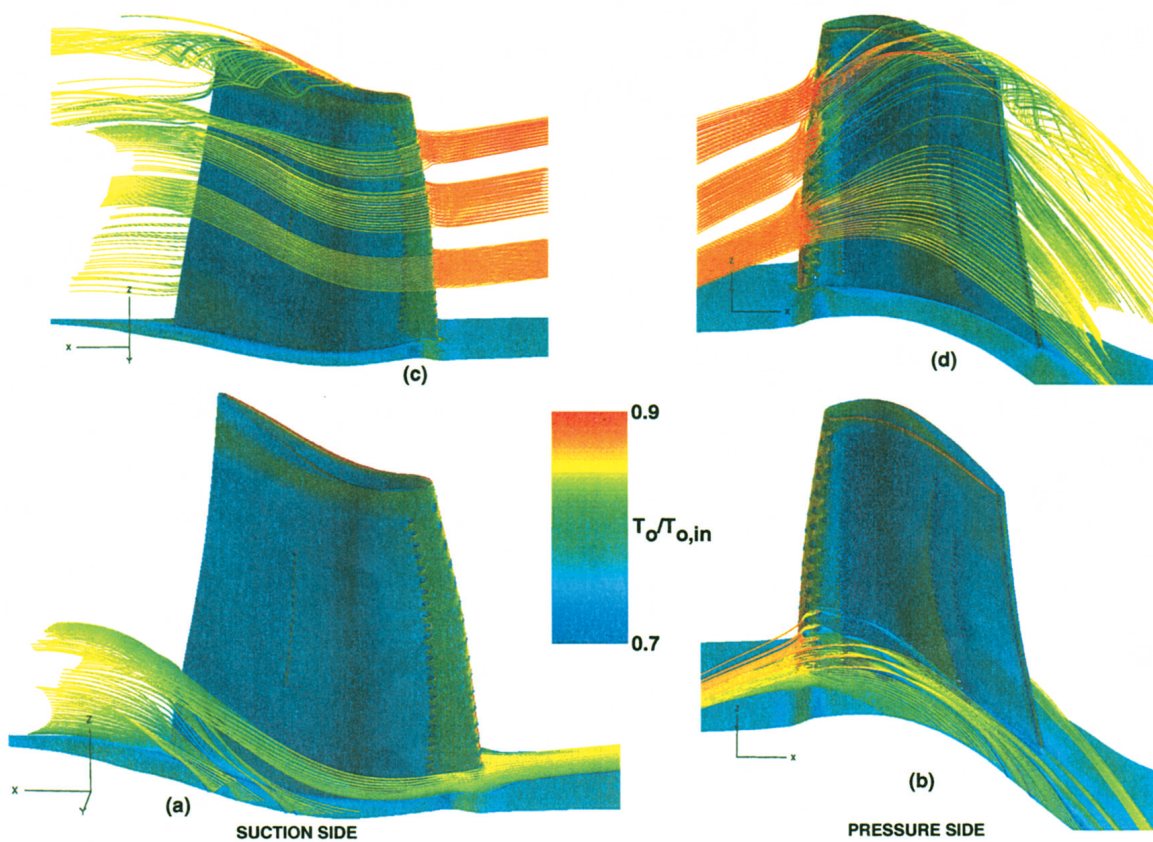 Z
X
Y
(c)
Z
X
(d)
0.9
To/To,in
0.7
Z
X
Y
(a)
SUCTION SIDE
Z
X
(b)
PRESSURE SIDE